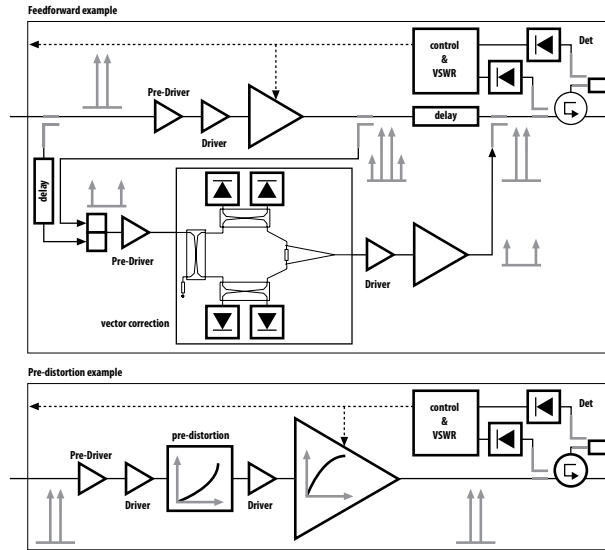 Feedforward example
control
&
VSWR
Det
Pre-Driver
Driver
delay
delay
Pre-Driver
Driver
vector correction
Pre-distortion example
control
&
VSWR
Det
pre-distortion
Pre-Driver
Driver
Driver